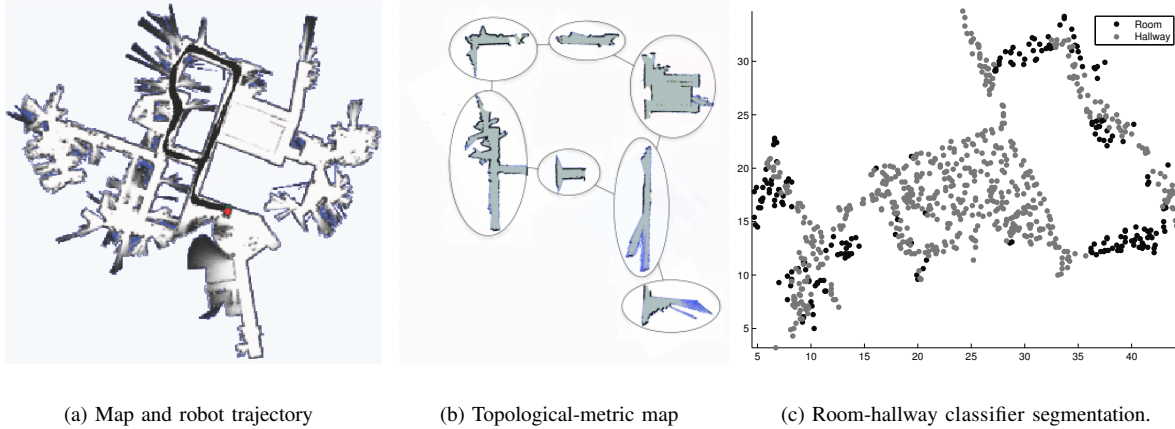 Room
Hallway
30
25
20
15
10
5
5 10 15 20 25 30 35 40
(a) Map and robot trajectory
(b) Topological-metric map
(c) Room-hallway classifier segmentation.